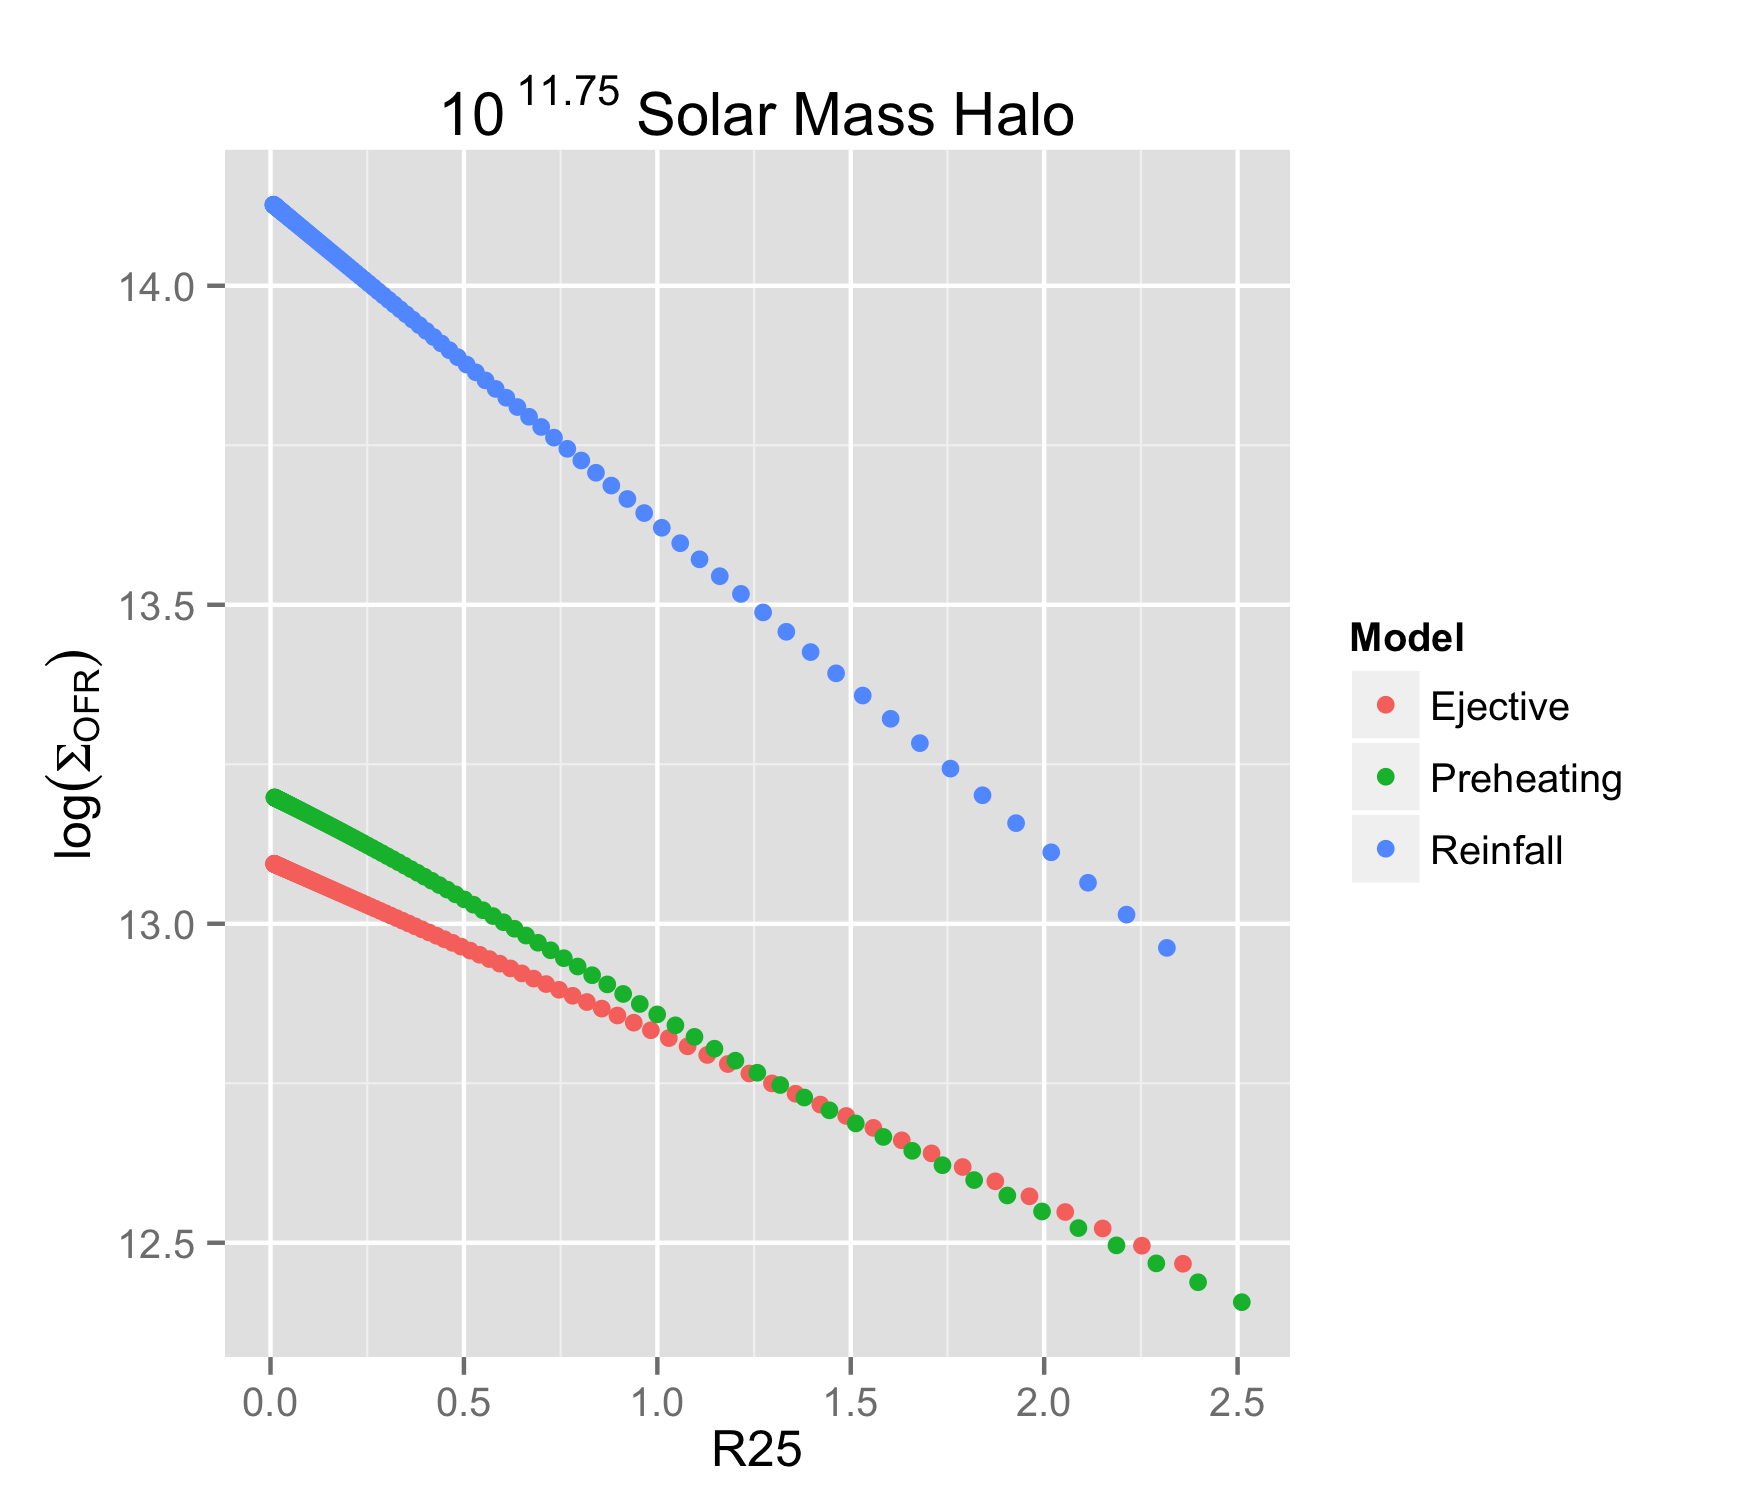 10 11.75 Solar Mass Halo
14.0
13.5
13.0
12.5
log(ΣOFR)
0.0 0.5 1.0 1.5 2.0 2.5
R25
Model
Ejective
Preheating
Reinfall